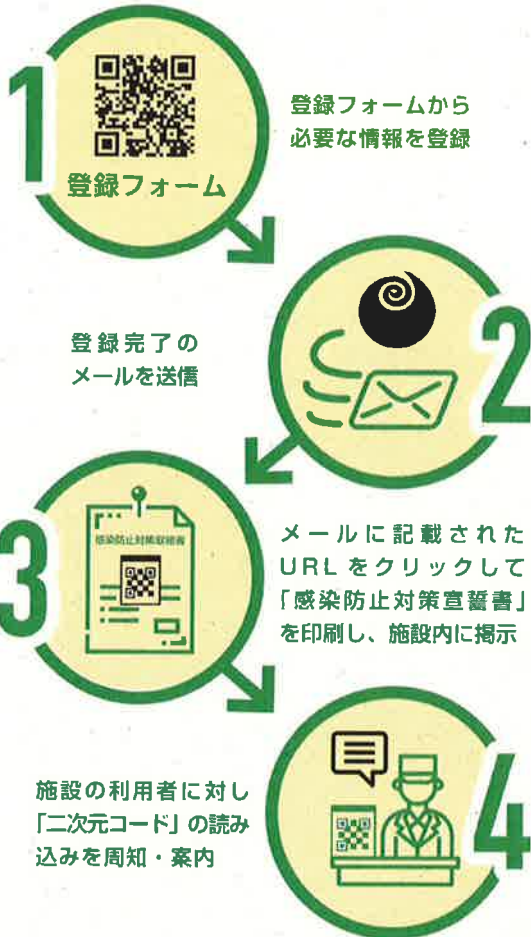 1
登録フォーム
登録フォームから
必要な情報を登録
2
登録完了の
メールを送信
3
メールに記載された
URLをクリックして
「感染防止対策宣誓書」
を印刷し、施設内に掲示
4
施設の利用者に対し
「二次元コード」の読み
込みを周知・案内